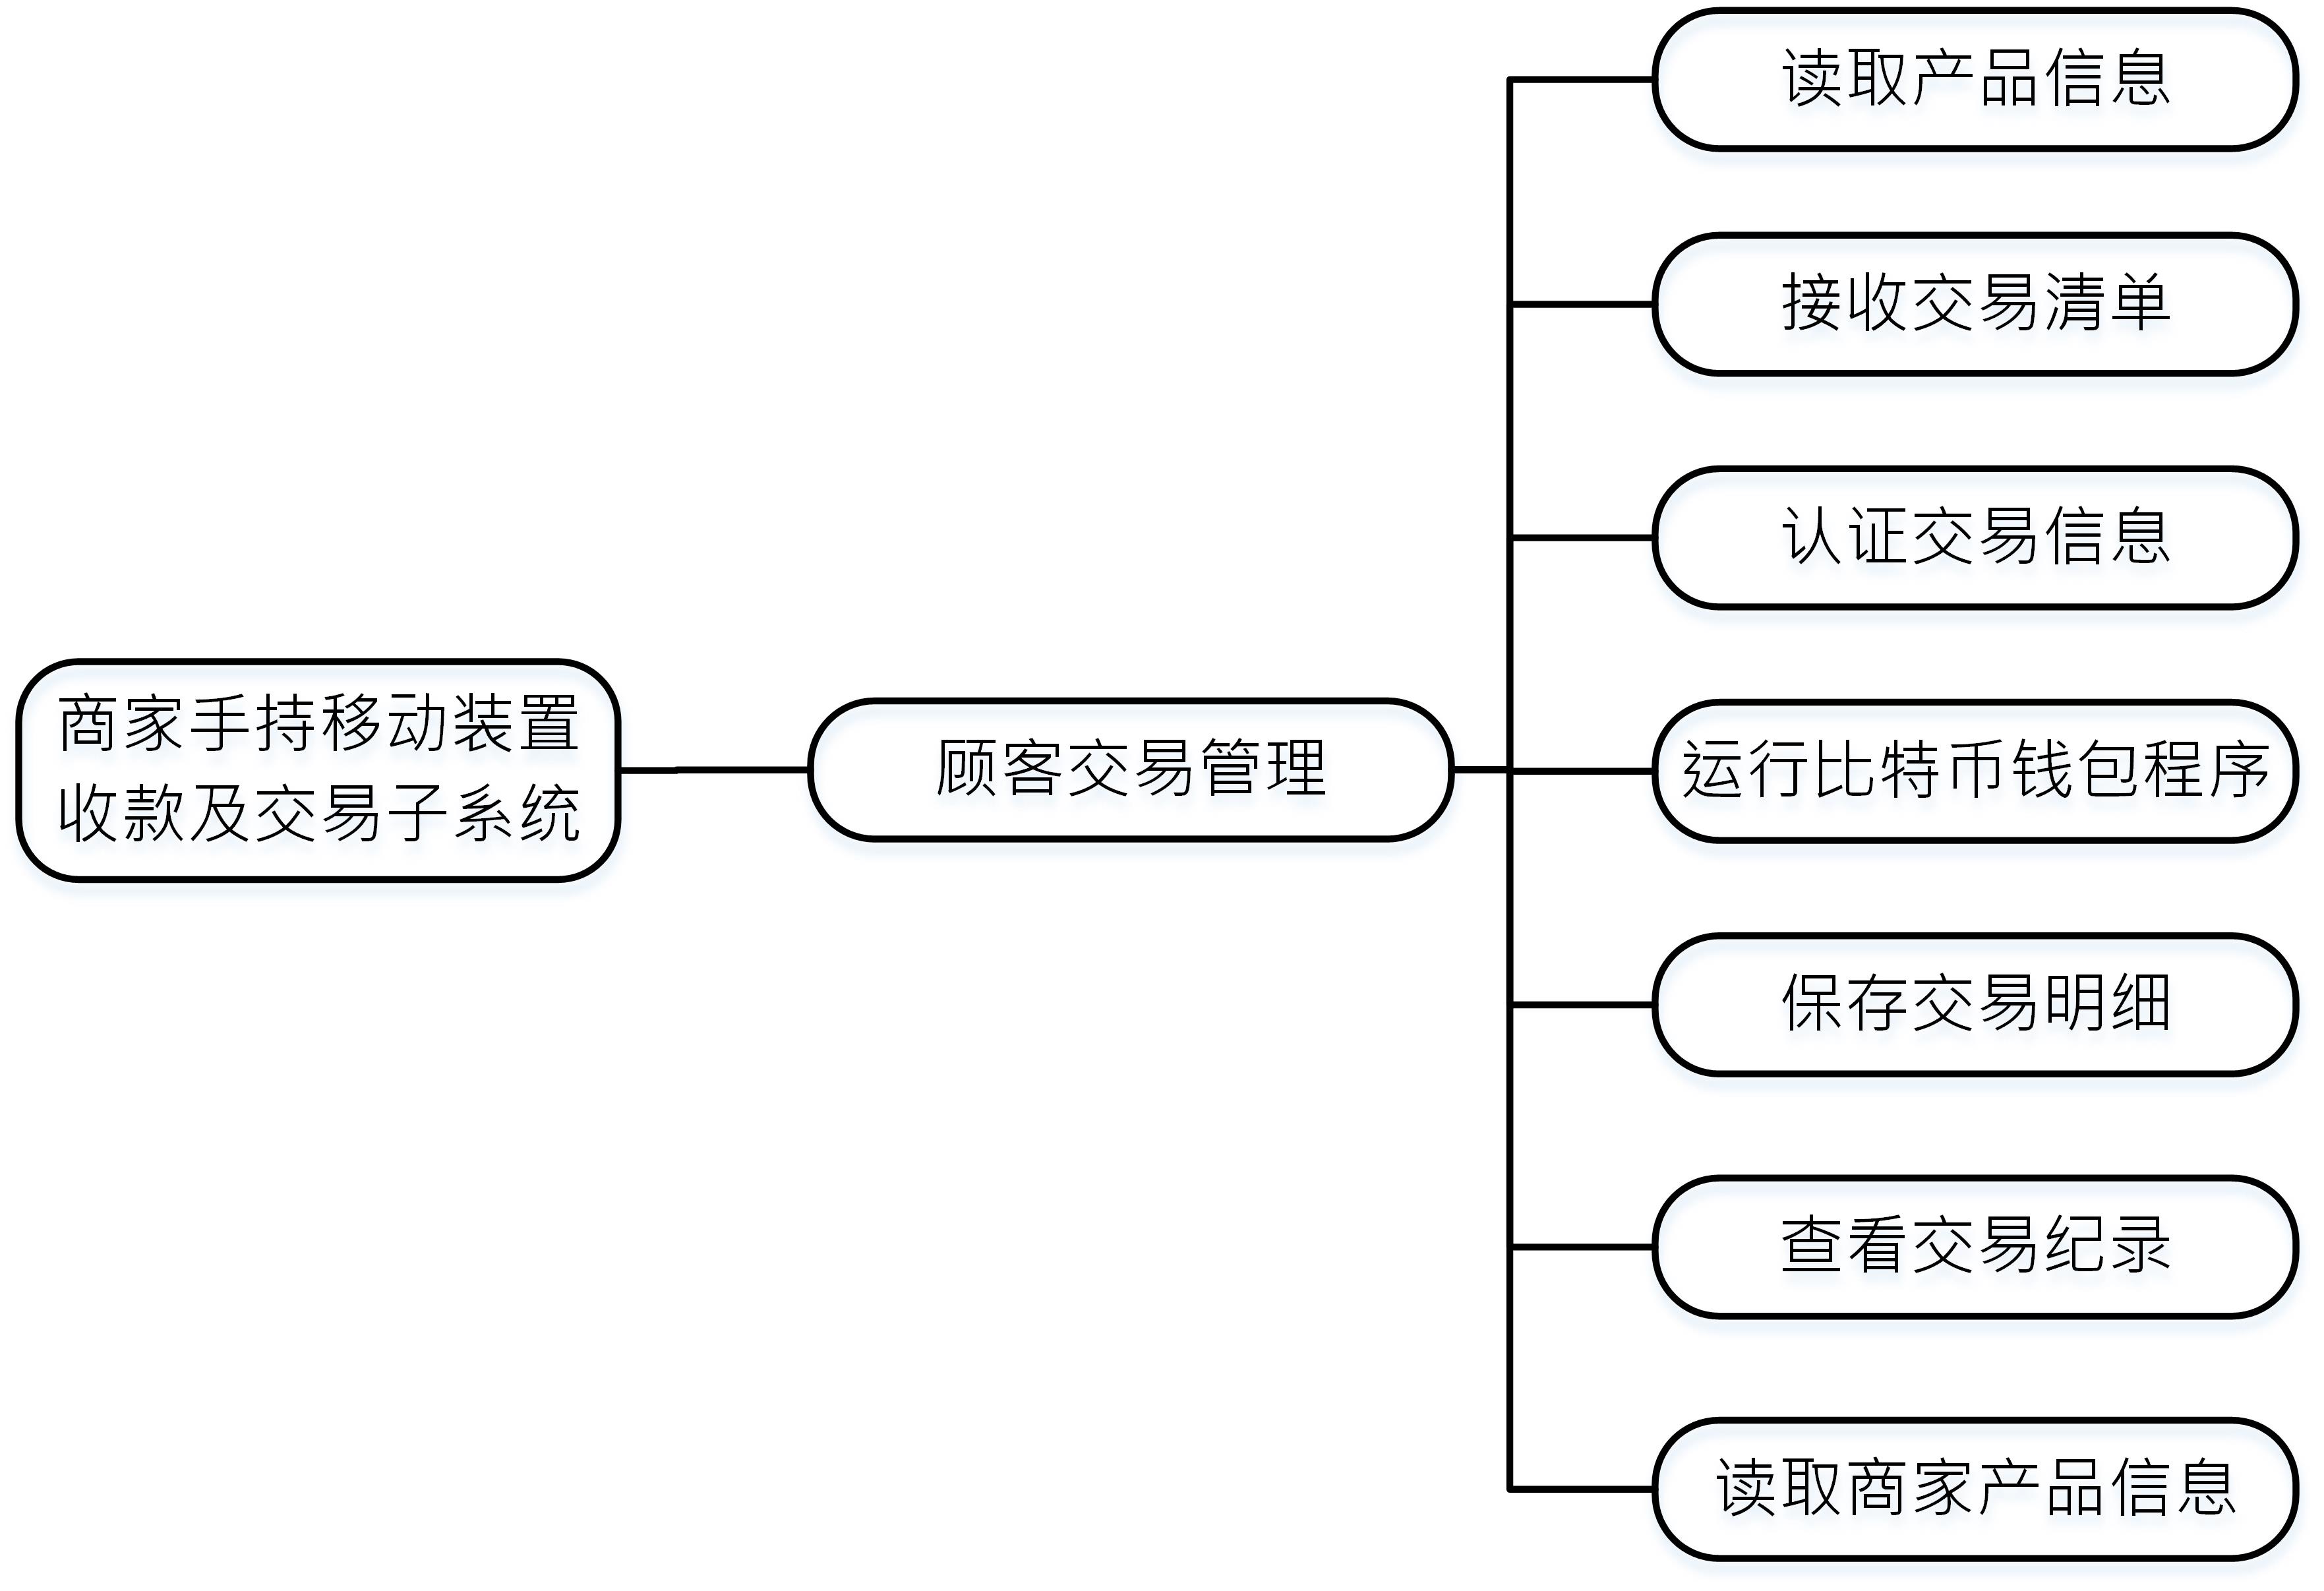 商家手持移动装置
收款及交易子系统
顾客交易管理
读取产品信息
接收交易清单
认证交易信息
运行比特币钱包程序
保存交易明细
查看交易纪录
读取商家产品信息